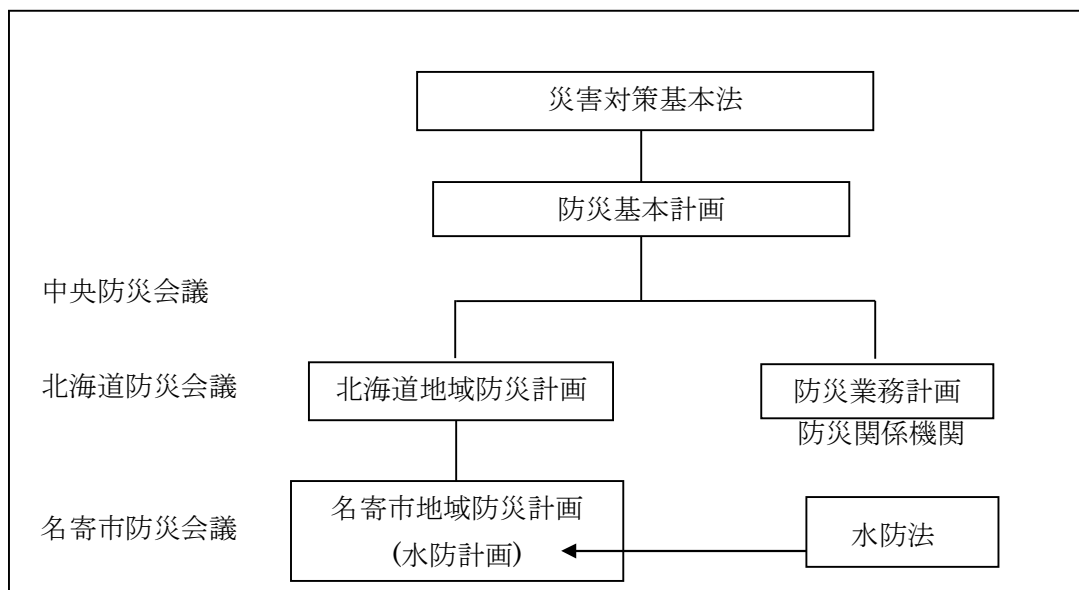 災害対策基本法
防災基本計画
中央防災会議
北海道防災会議
北海道地域防災計画
防災業務計画
防災関係機関
名寄市防災会議
名寄市地域防災計画
(水防計画)
水防法